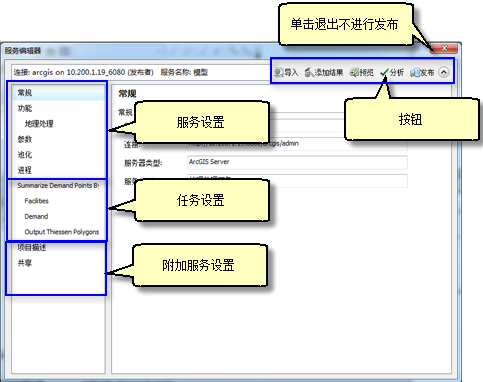 单击退出不进行发布
服务编辑器
连接: arcgis on 10.200.1.19_6080 (发布者) 服务名称: 模型
导入 添加结果 预览 分析 发布
常规
功能
地理处理
参数
池化
进程
Summarize Demand Points B
Facilities
Demand
Output Thiessen Polygons
项目描述
共享
常规
常规
连接:
服务器类型:
ArcGIS Server
服务
按钮
服务设置
任务设置
附加服务设置